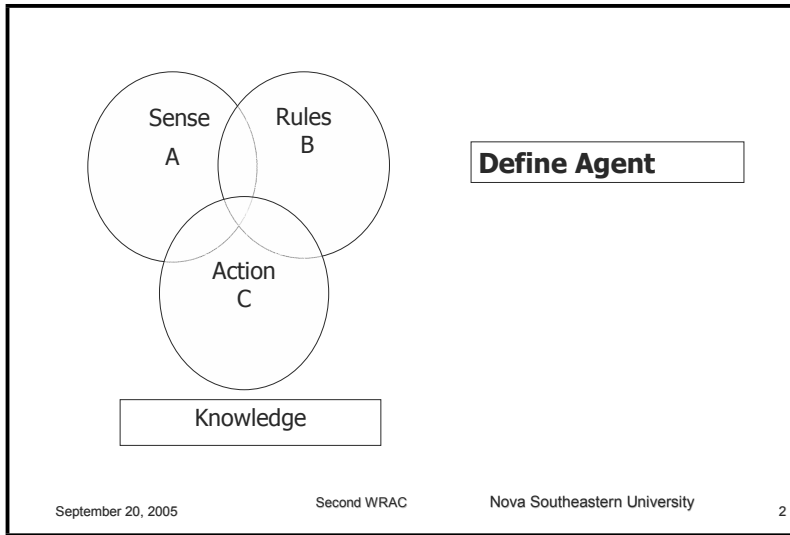 Sense
A
Rules
B
Define Agent
Action
C
Knowledge
September 20, 2005
Second WRAC
Nova Southeastern University
2